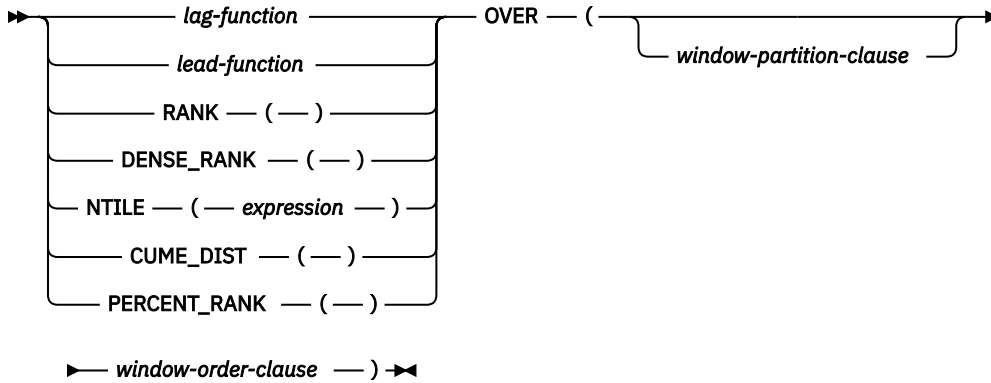 lag-function OVER (
lead-function window-partition-clause
RANK ( )
DENSE_RANK ( )
NTILE ( expression )
CUME_DIST ( )
PERCENT_RANK ( )
window-order-clause )